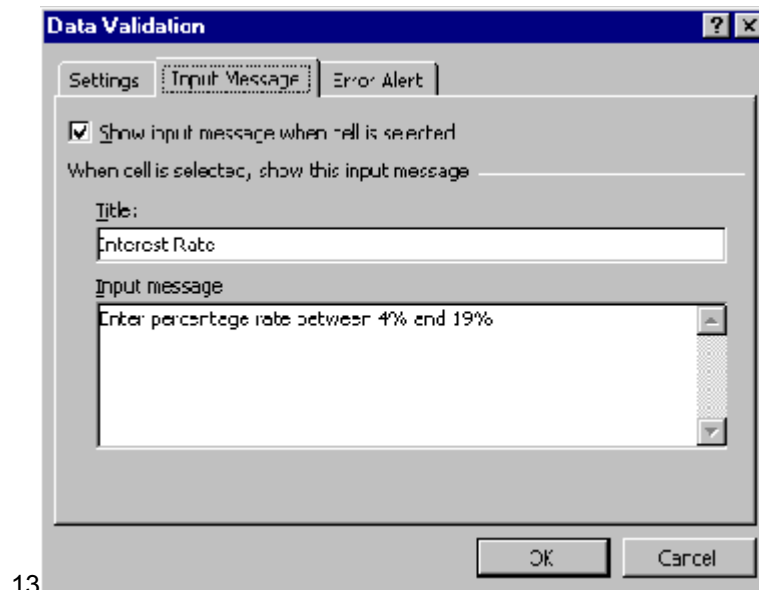 Data Validation
Settings Input Message Error Alert
Show input message when cell is selected
When cell is selected, show this input message
Title:
Interest Rate
Input message
Enter percentage rate between 4% and 19%
OK Cancel
13